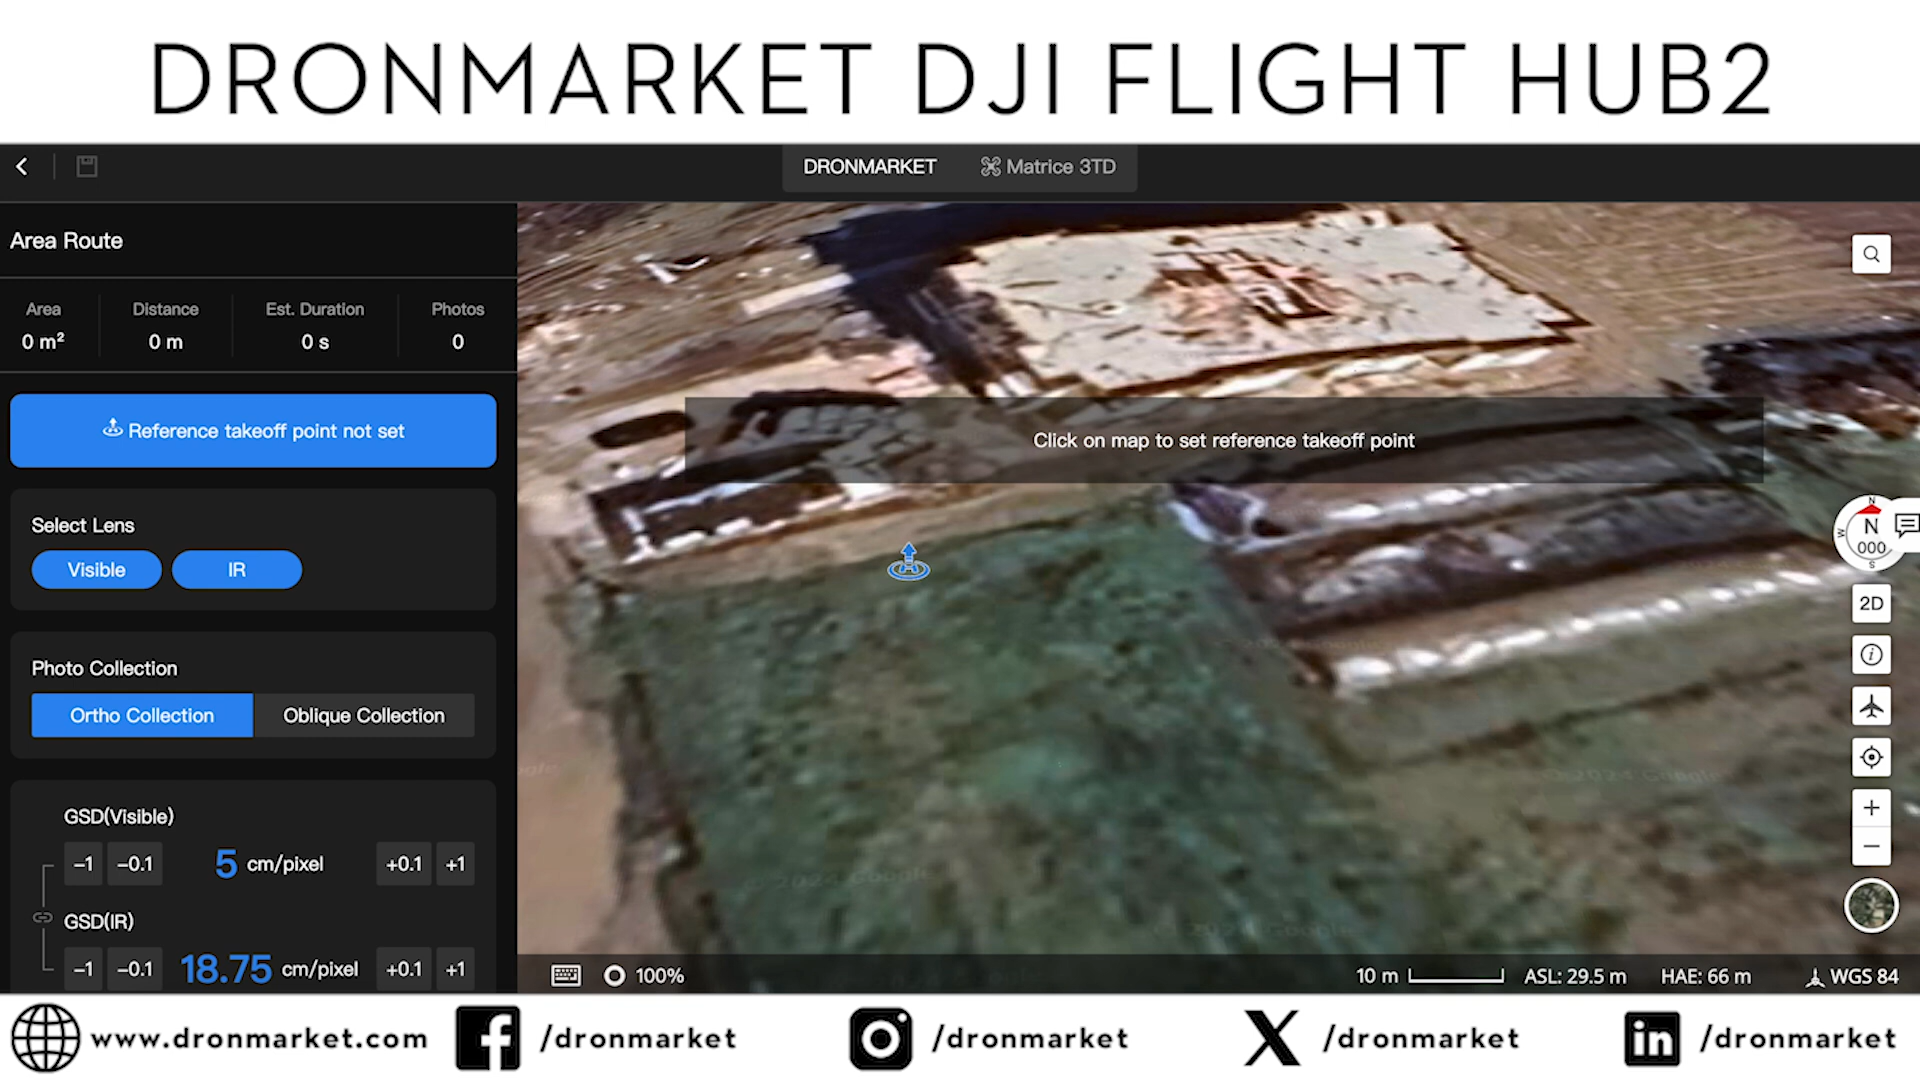 DRONMARKET DJI FLIGHT HUB2
DRONMARKET
Matrice 3TD
Area Route
Area
Distance
Est. Duration
Photos
0 m²
0 m
0 s
0
Reference takeoff point not set
Click on map to set reference takeoff point
Select Lens
Visible
IR
Photo Collection
Ortho Collection
Oblique Collection
GSD(Visible)
−1
−0.1
5 cm/pixel
+0.1
+1
GSD(IR)
−1
−0.1
18.75 cm/pixel
+0.1
+1
N
W
N
000
S
2D
© 2024 Google
100%
10 m
ASL: 29.5 m
HAE: 66 m
WGS 84
www.dronmarket.com
/dronmarket
/dronmarket
/dronmarket
/dronmarket